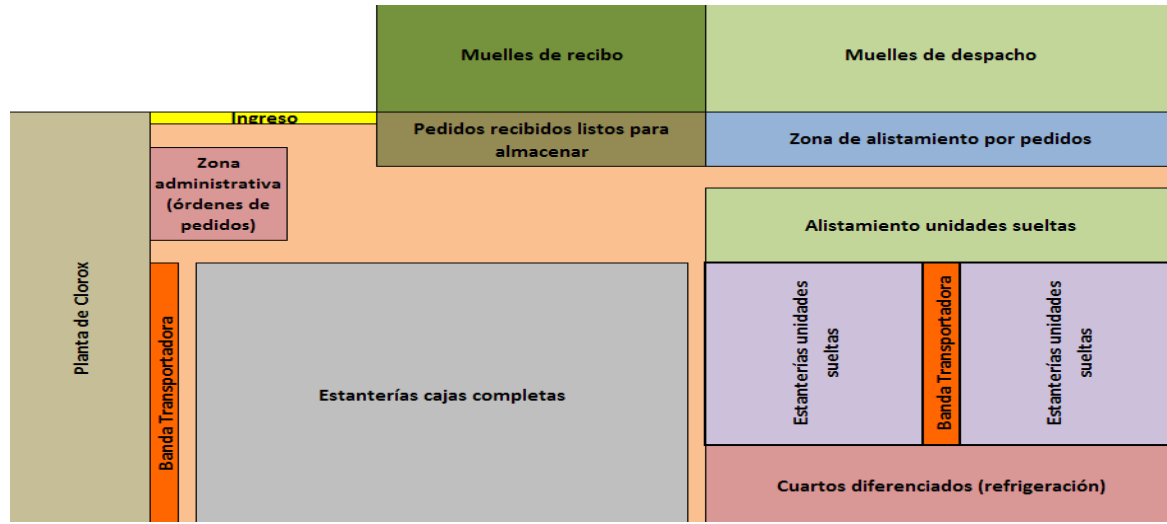 Muelles de recibo
Muelles de despacho
Ingreso
Pedidos recibidos listos para
almacenar
Zona de alistamiento por pedidos
Zona
administrativa
(órdenes de
pedidos)
Alistamiento unidades sueltas
Planta de Clorox
Banda Transportadora
Estanterías cajas completas
Estanterías unidades
sueltas
Banda Transportadora
Estanterías unidades
sueltas
Cuartos diferenciados (refrigeración)